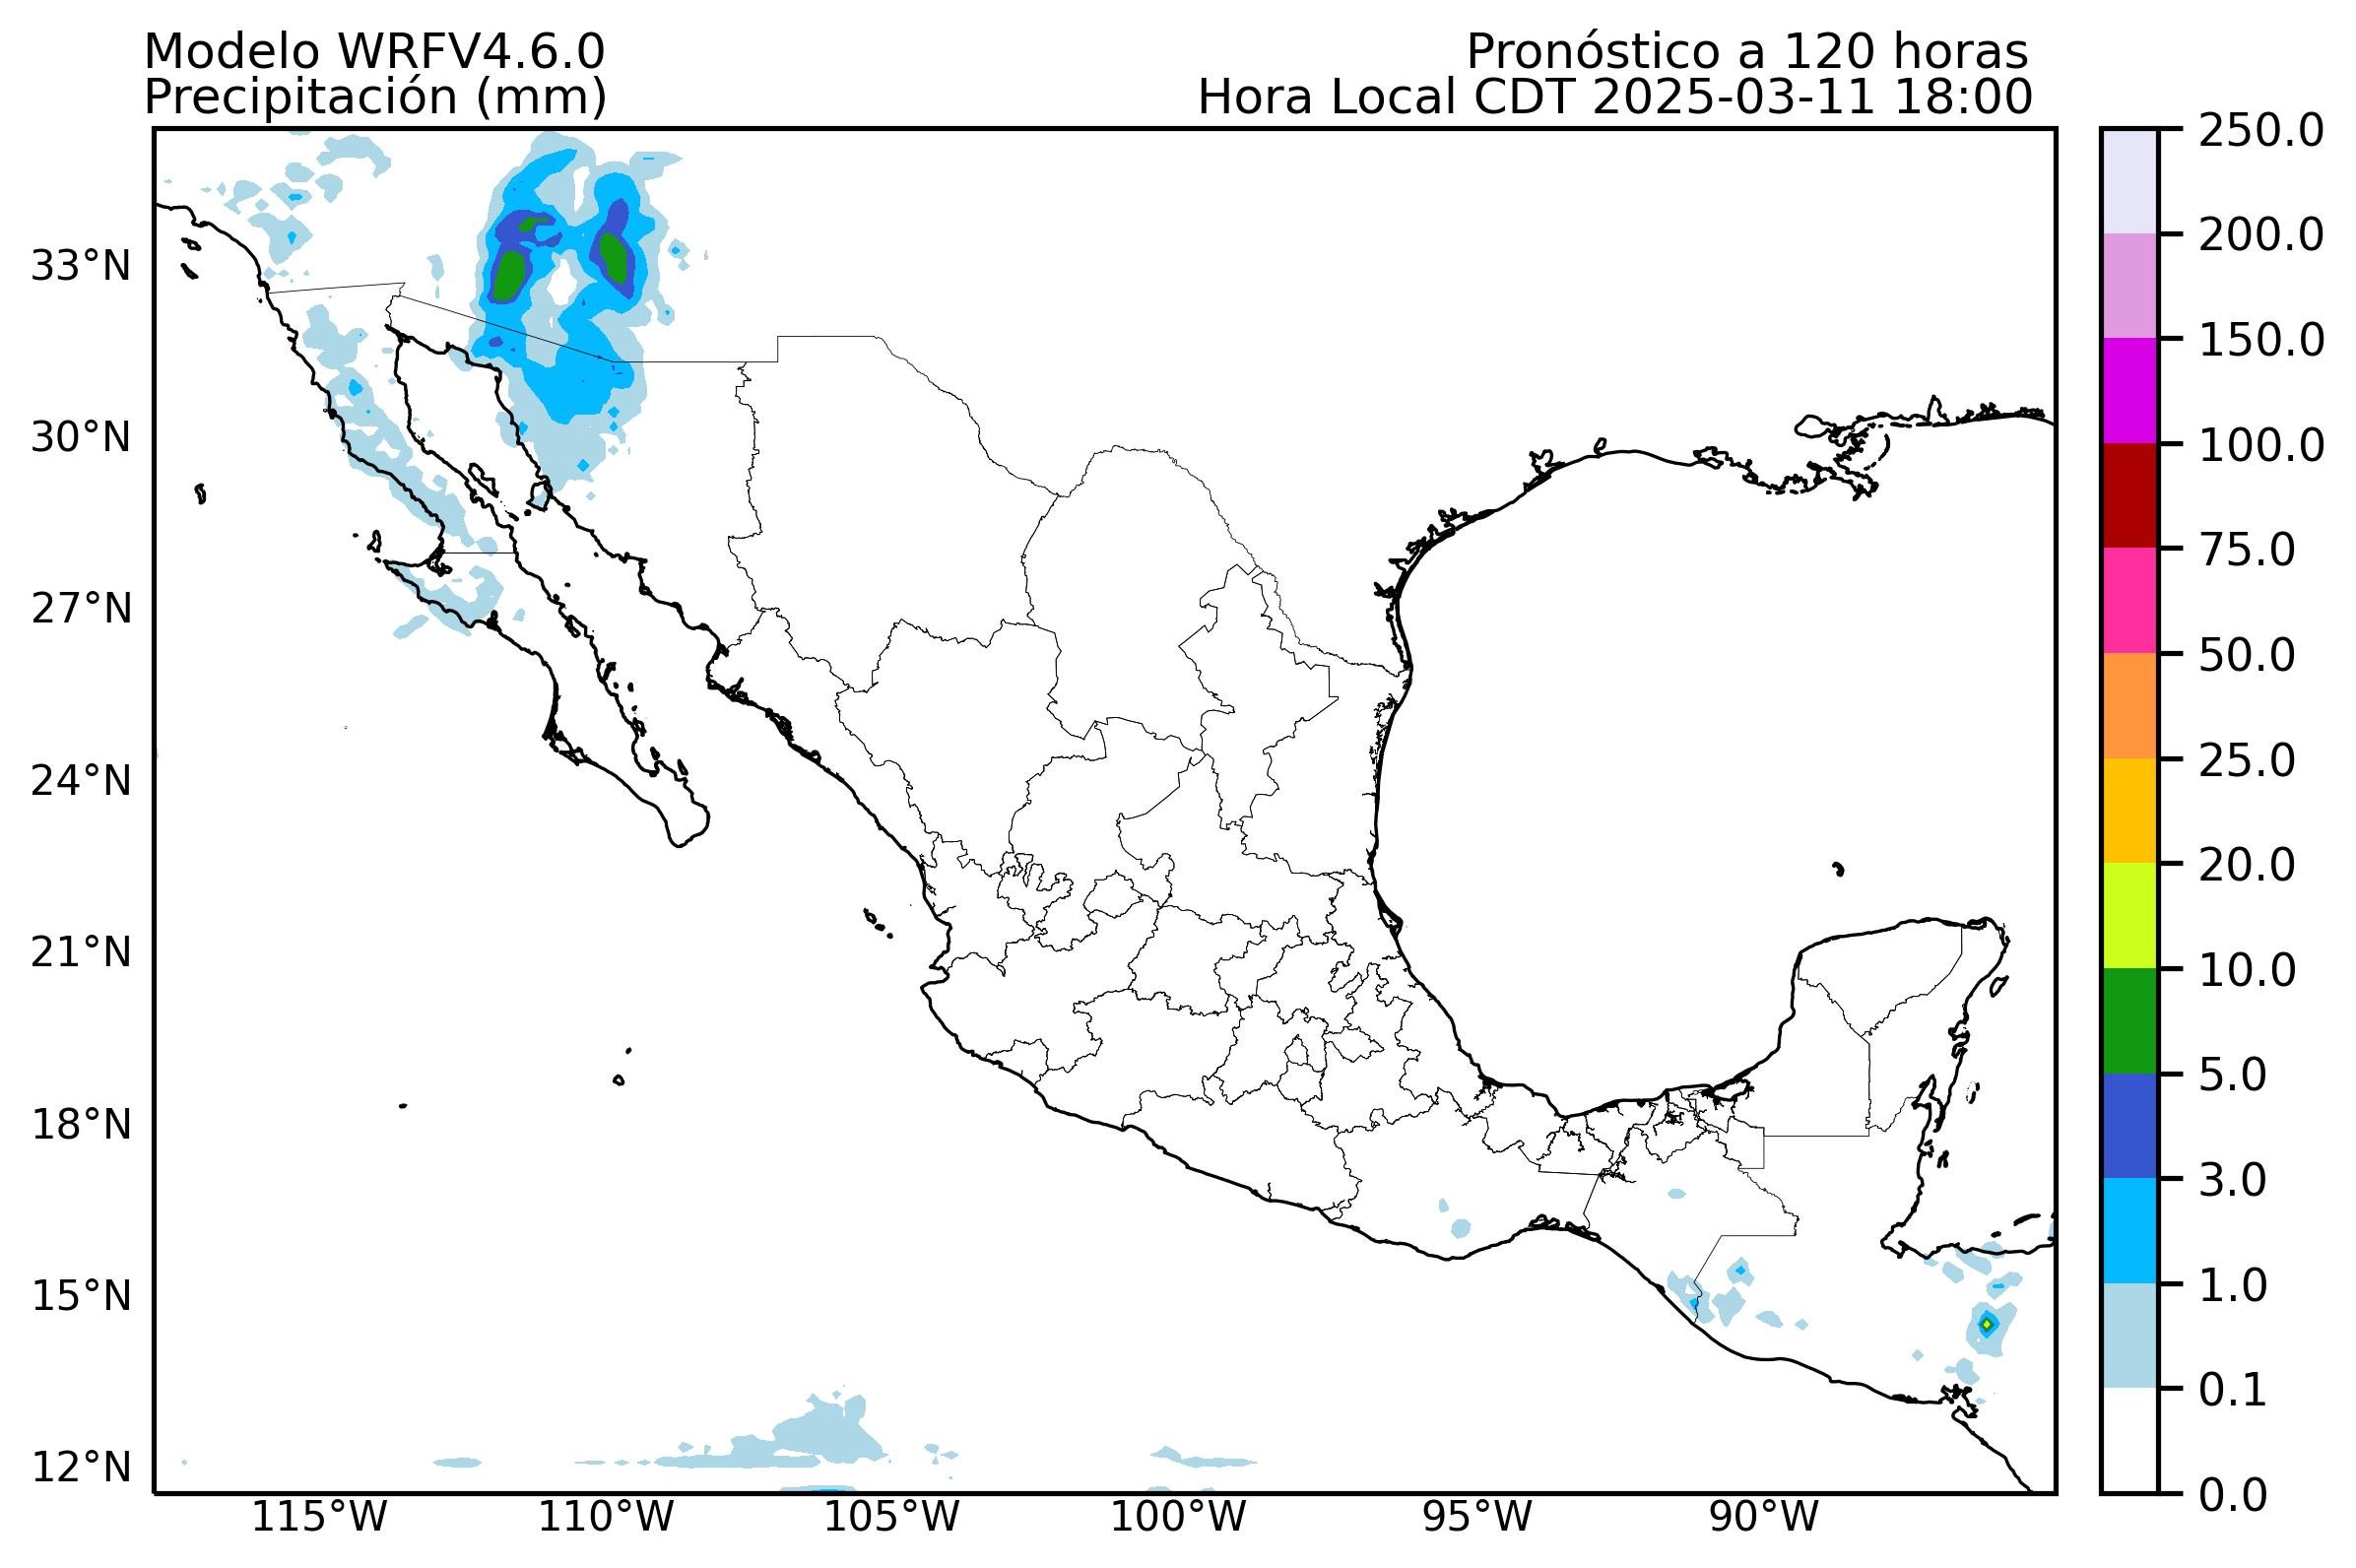 Modelo WRFV4.6.0
Pronóstico a 120 horas
Precipitación (mm)
Hora Local CDT 2025-03-11 18:00
250.0
200.0
150.0
100.0
75.0
50.0
25.0
20.0
10.0
5.0
3.0
1.0
0.1
0.0
33°N
30°N
27°N
24°N
21°N
18°N
15°N
12°N
115°W
110°W
105°W
100°W
95°W
90°W